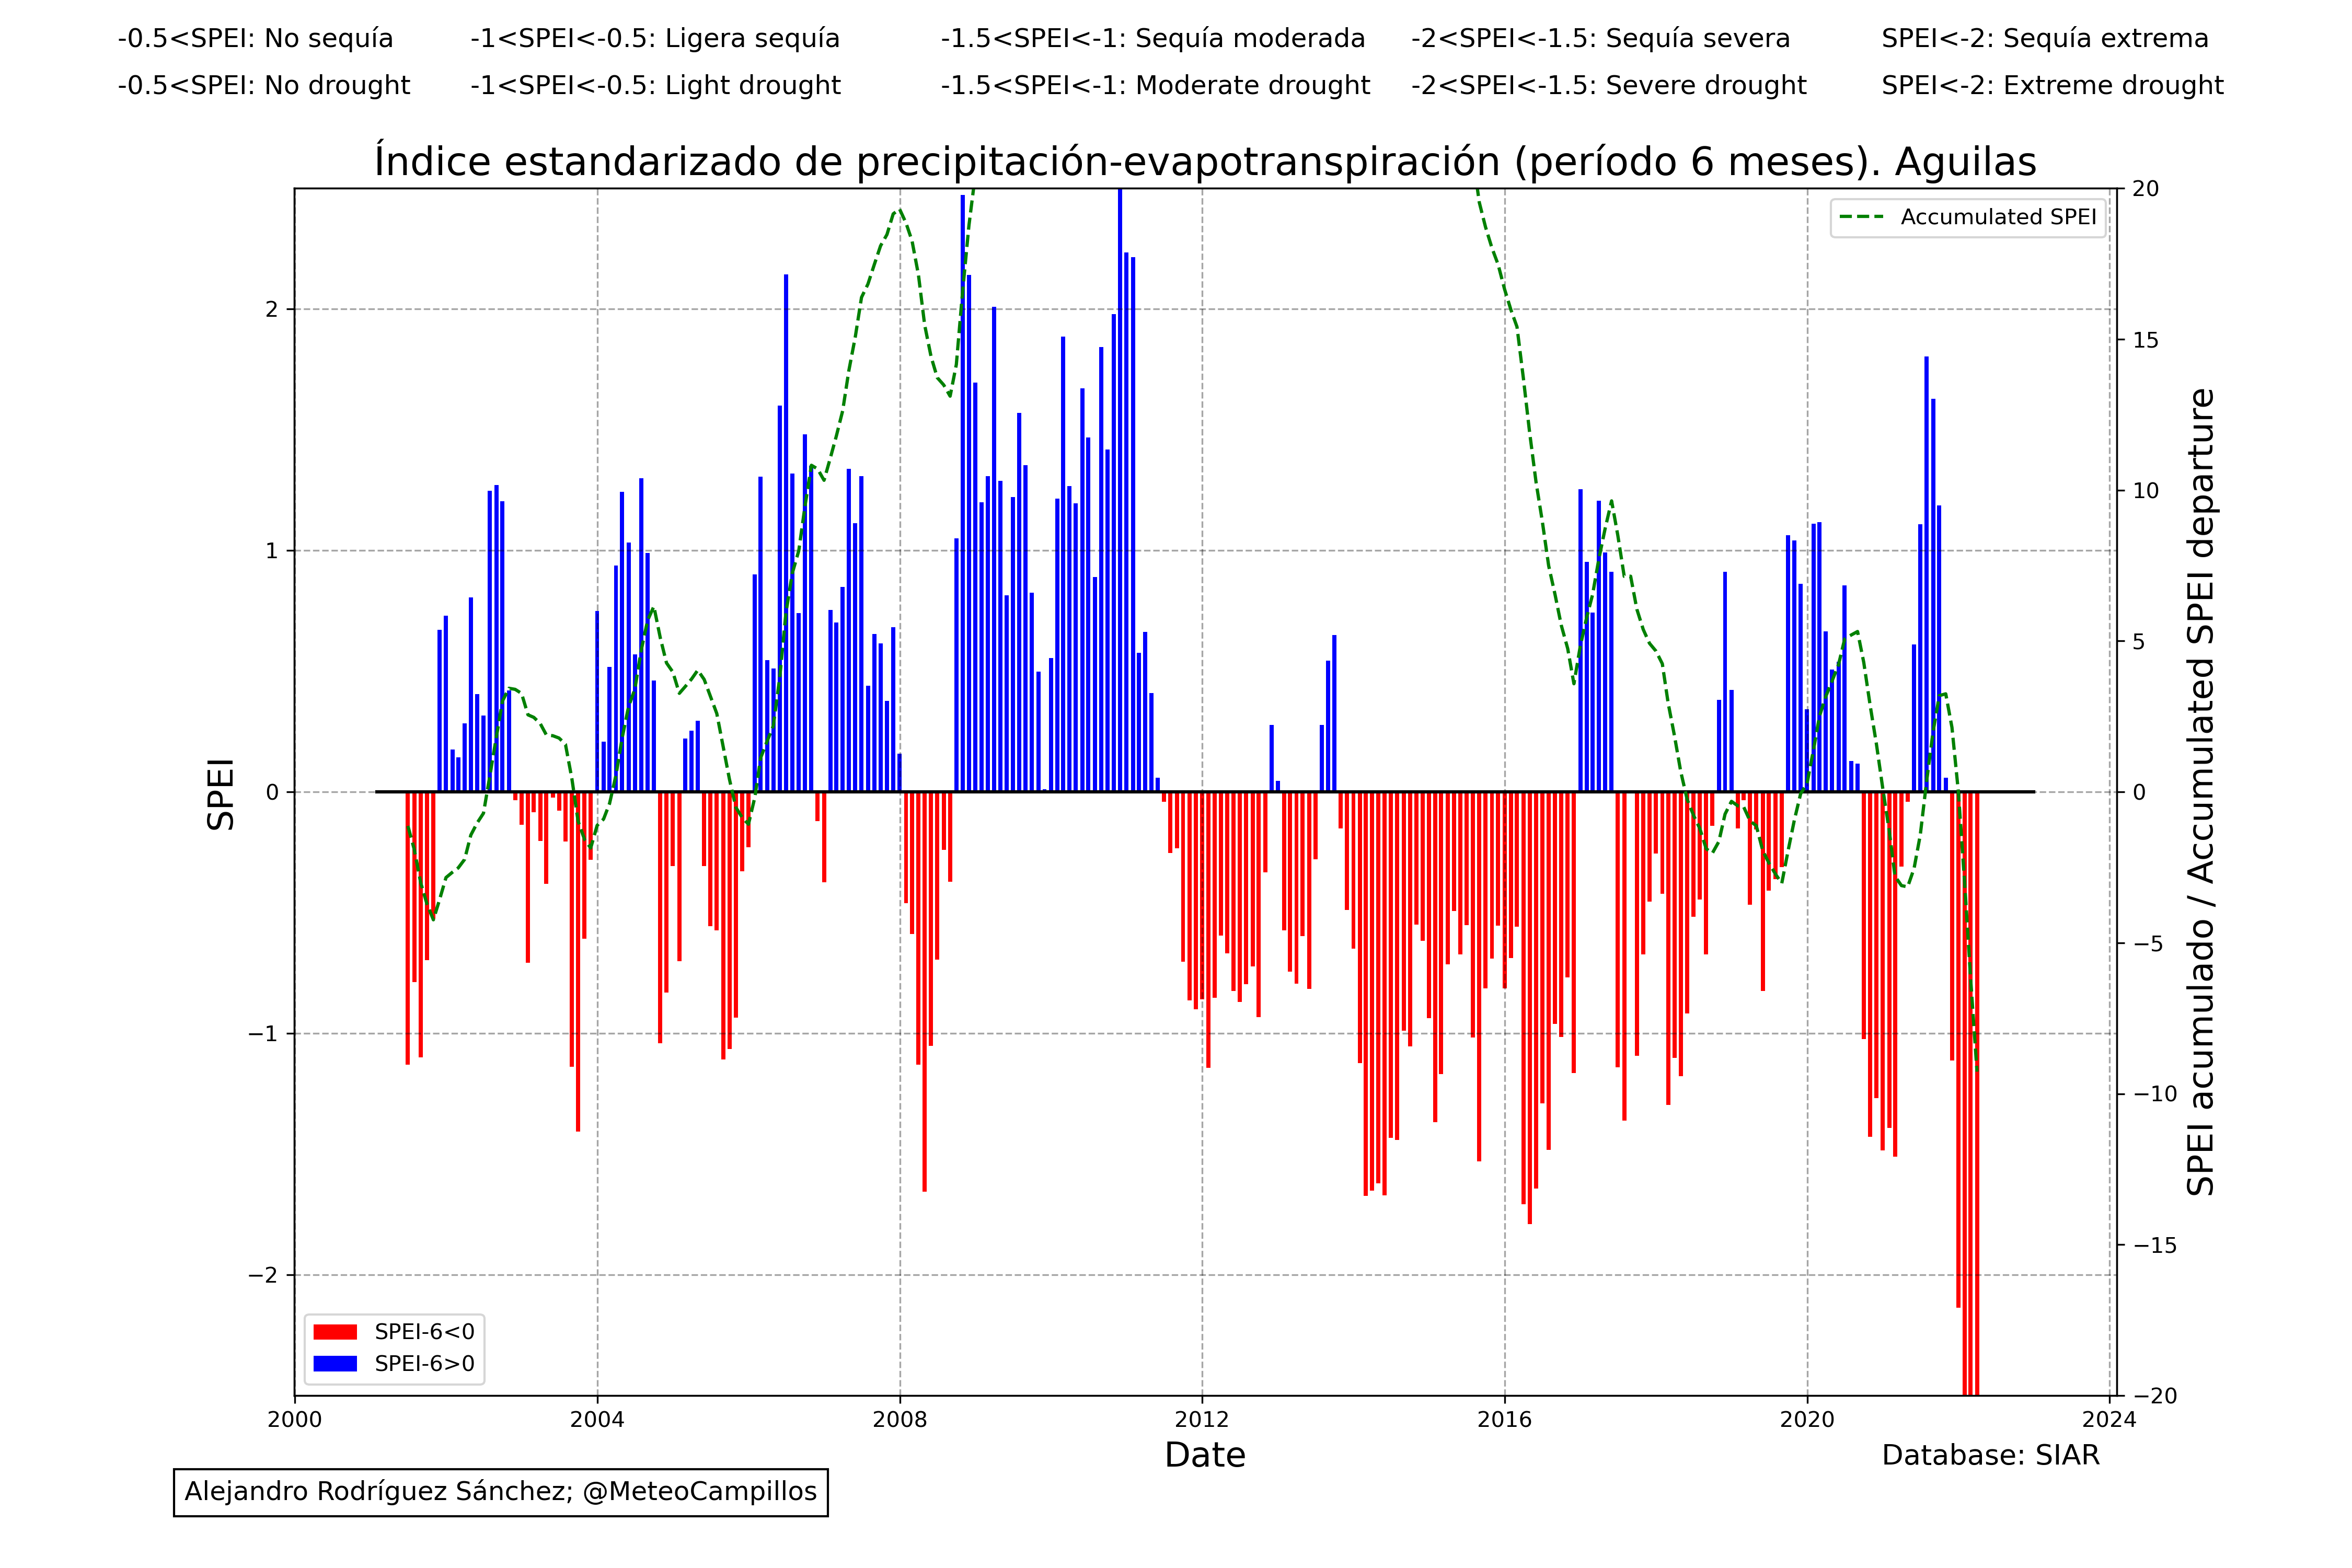 -0.5<SPEI: No sequía -1<SPEI<-0.5: Ligera sequía -1.5<SPEI<-1: Sequía moderada -2<SPEI<-1.5: Sequía severa SPEI<-2: Sequía extrema
-0.5<SPEI: No drought -1<SPEI<-0.5: Light drought -1.5<SPEI<-1: Moderate drought -2<SPEI<-1.5: Severe drought SPEI<-2: Extreme drought
Índice estandarizado de precipitación-evapotranspiración (período 6 meses). Aguilas
Accumulated SPEI
SPEI
2
1
0
−1
−2
20
15
10
5
0
−5
−10
−15
−20
SPEI acumulado / Accumulated SPEI departure
SPEI-6<0
SPEI-6>0
2000 2004 2008 2012 2016 2020 2024
Date
Database: SIAR
Alejandro Rodríguez Sánchez; @MeteoCampillos